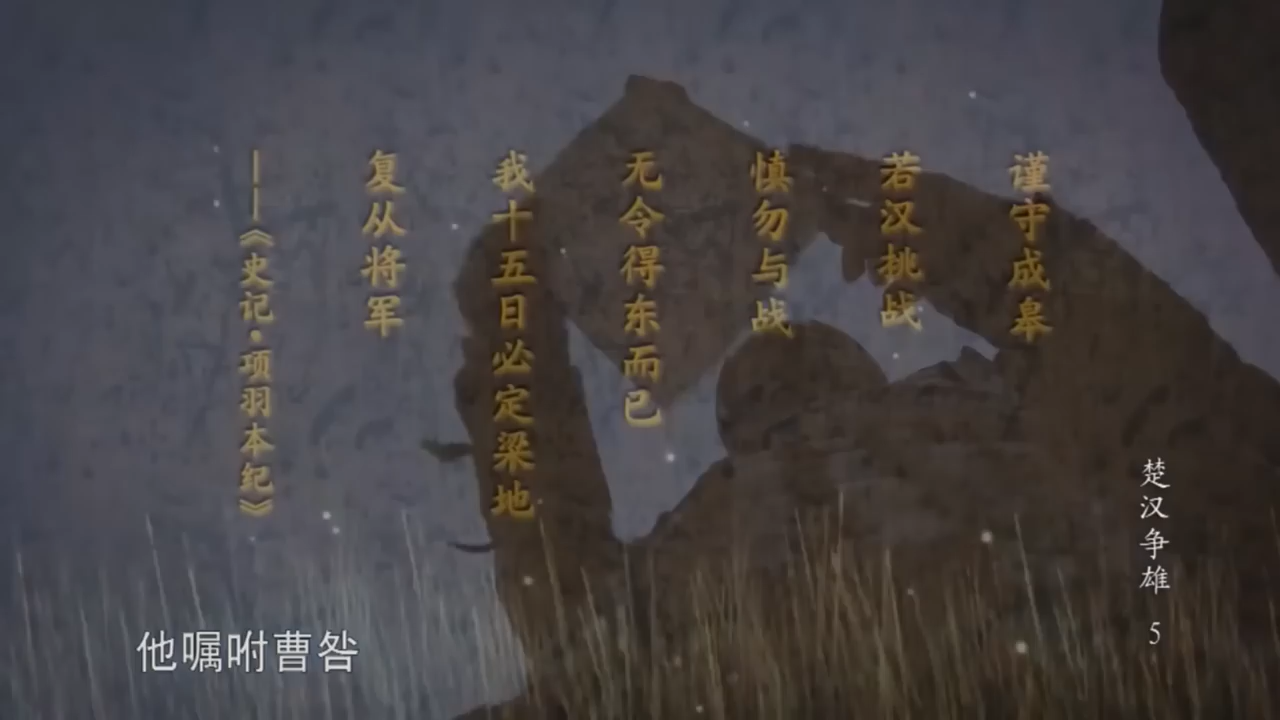 谨守成皋
若汉挑战
慎勿与战
无令得东而已
我十五日必定梁地
复从将军
——《史记·项羽本纪》
楚汉争雄 5
他嘱咐曹咎